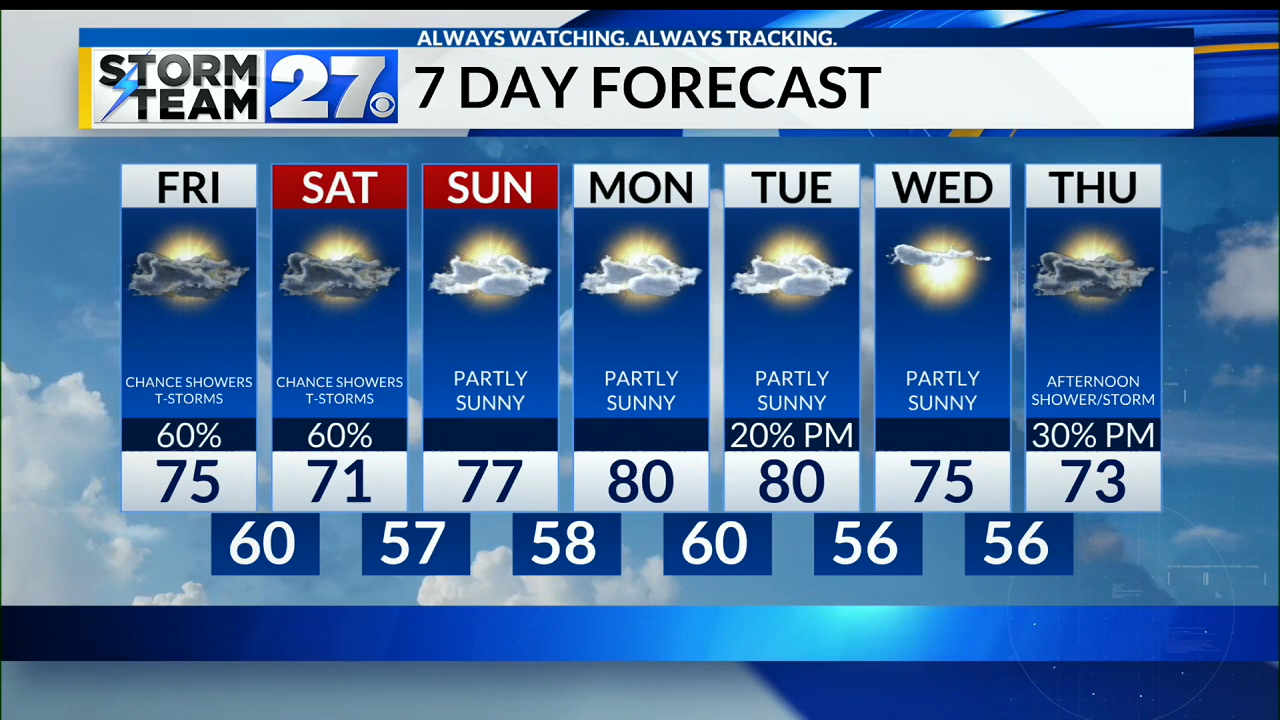 ALWAYS WATCHING. ALWAYS TRACKING.
STORM
TEAM
27
7 DAY FORECAST
FRI SAT SUN MON TUE WED THU
CHANCE SHOWERS
T-STORMS
CHANCE SHOWERS
T-STORMS
PARTLY
SUNNY
PARTLY
SUNNY
PARTLY
SUNNY
PARTLY
SUNNY
AFTERNOON
SHOWER/STORM
60% 60% 20% PM 30% PM
75 71 77 80 80 75 73
60 57 58 60 56 56